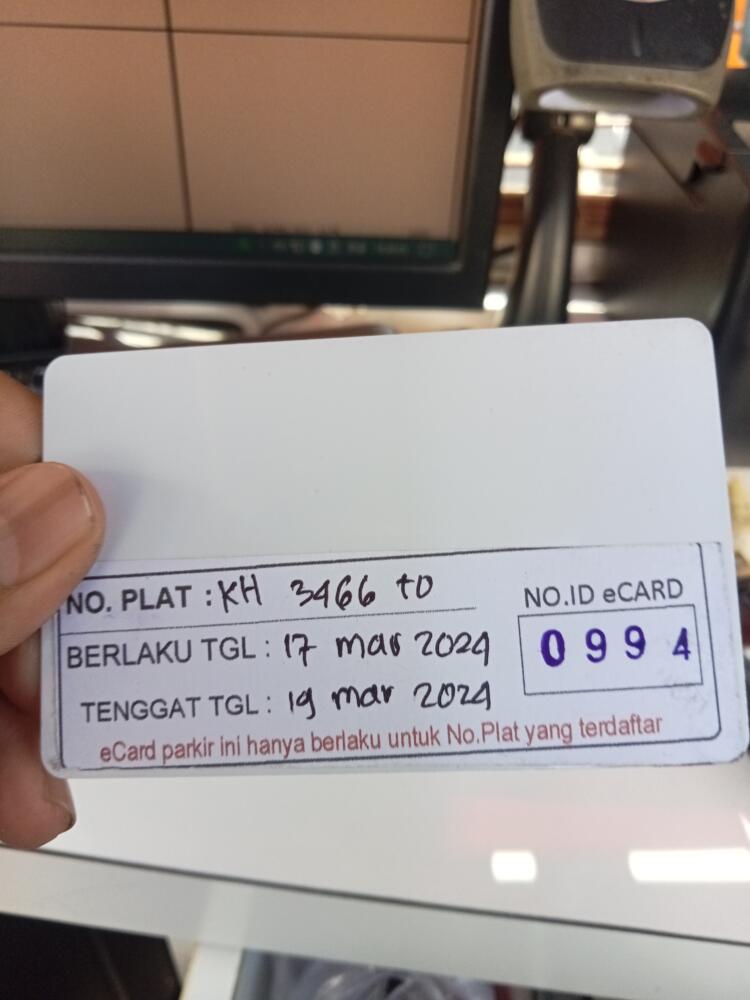 NO. PLAT : KH 3466 to
NO.ID eCARD
0994
BERLAKU TGL : 17 mar 2024
TENGGAT TGL : 19 mar 2024
eCard parkir ini hanya berlaku untuk No.Plat yang terdaftar